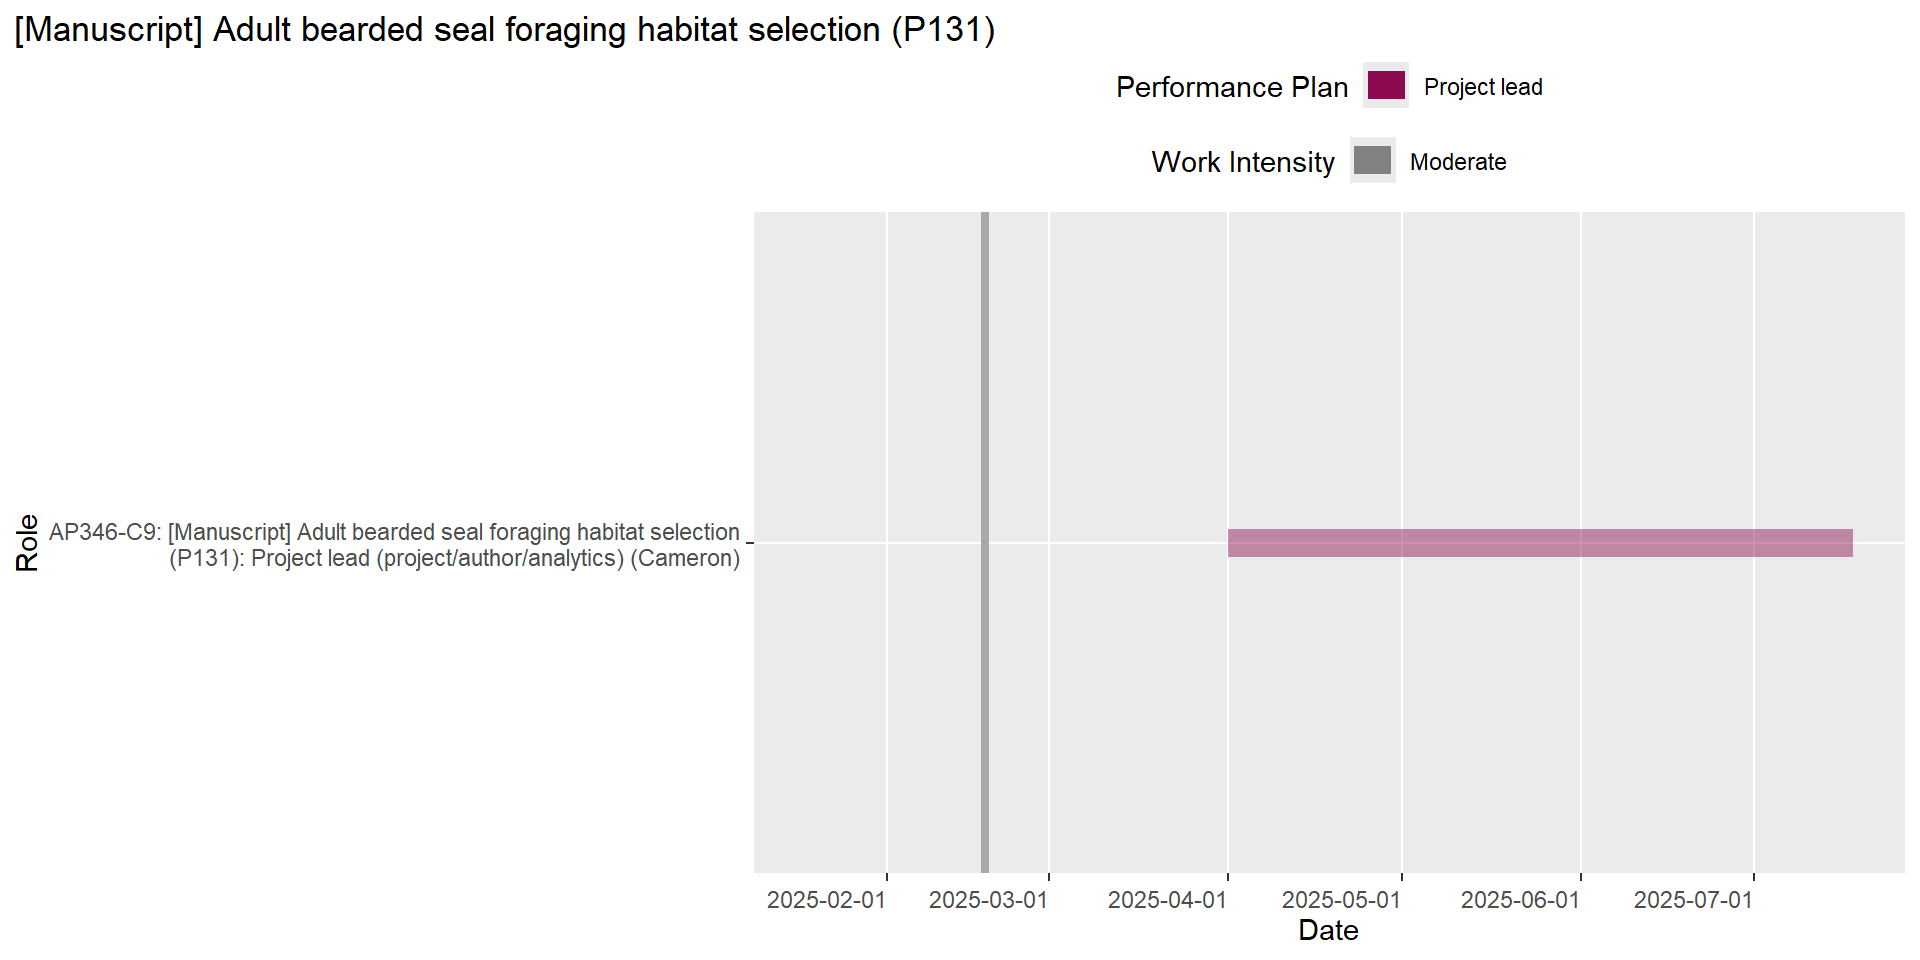 [Manuscript] Adult bearded seal foraging habitat selection (P131)
Performance Plan
Project lead
Work Intensity
Moderate
Role
AP346-C9: [Manuscript] Adult bearded seal foraging habitat selection
(P131): Project lead (project/author/analytics) (Cameron)
2025-02-01
2025-03-01
2025-04-01
2025-05-01
2025-06-01
2025-07-01
Date